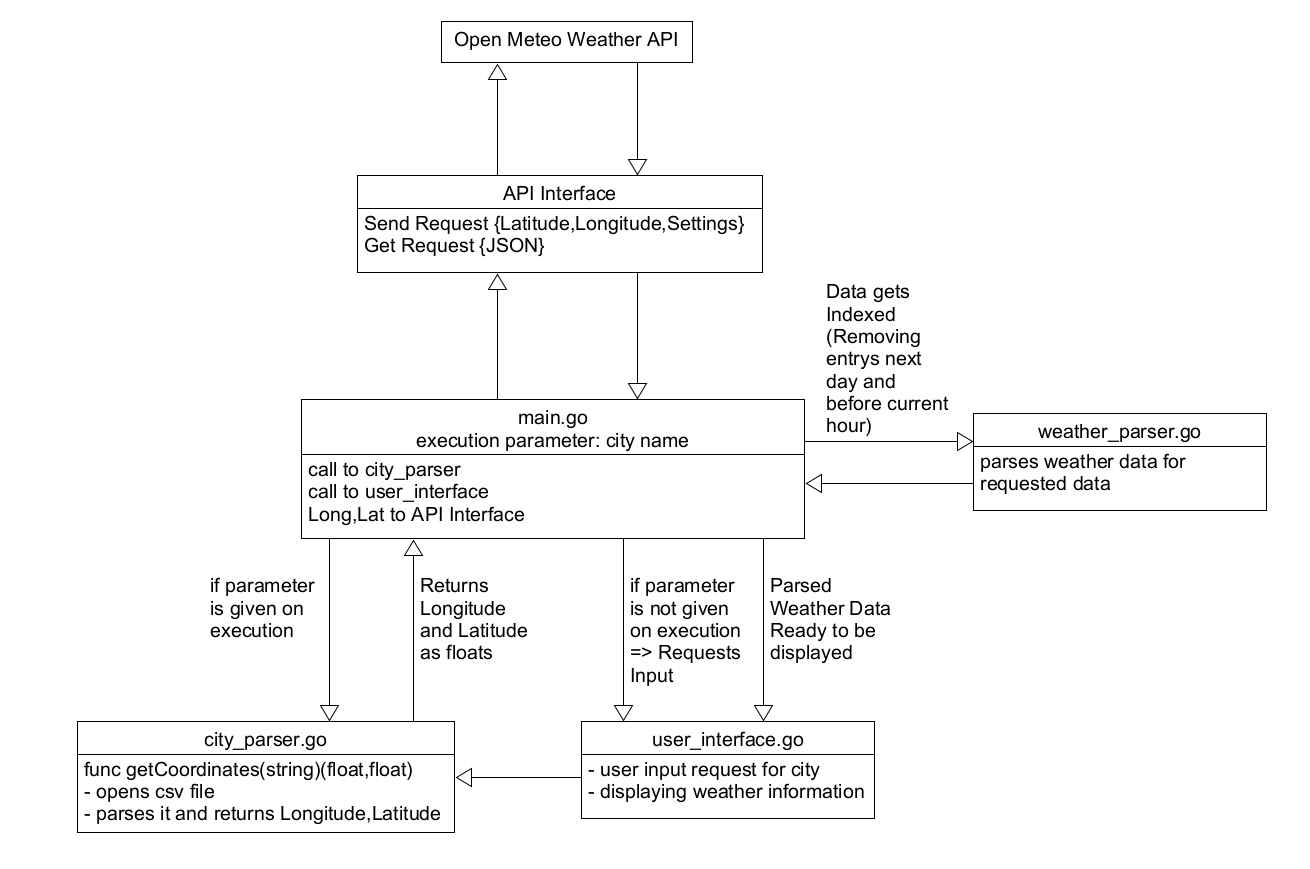 Open Meteo Weather API
API Interface
Send Request {Latitude,Longitude,Settings}
Get Request {JSON}
Data gets
Indexed
(Removing
entrys next
day and
before current
hour)
main.go
execution parameter: city name
call to city_parser
call to user_interface
Long,Lat to API Interface
weather_parser.go
parses weather data for
requested data
if parameter
is given on
execution
Returns
Longitude
and Latitude
as floats
if parameter
is not given
on execution
=> Requests
Input
Parsed
Weather Data
Ready to be
displayed
city_parser.go
func getCoordinates(string)(float,float)
- opens csv file
- parses it and returns Longitude,Latitude
user_interface.go
- user input request for city
- displaying weather information